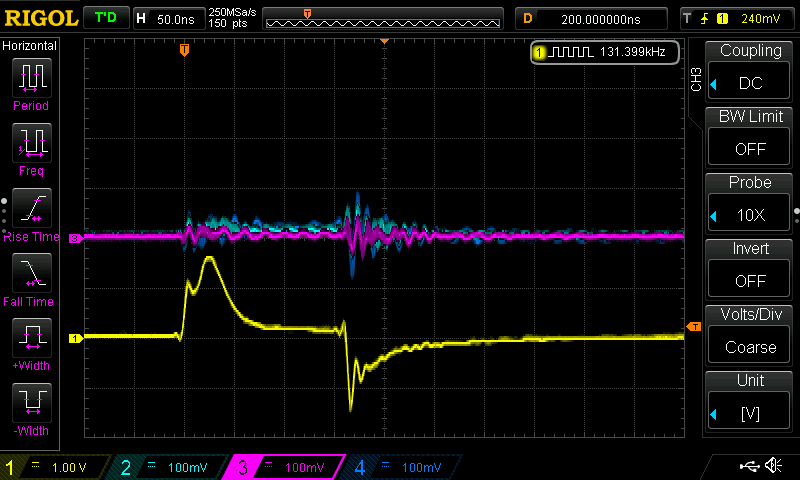 RIGOL T'D H 50.0ns 250MSa/s D 200.000000ns T 1 240mV
150 pts
Horizontal
1 131.399kHz
Coupling
DC
Period
CH3
BW Limit
OFF
Freq
Probe
10X
Rise Time
3
Invert
OFF
Fall Time
Volts/Div
Coarse
1
T
+Width
Unit
[V]
-Width
1 1.00 V 2 100mV 3 100mV 4 100mV